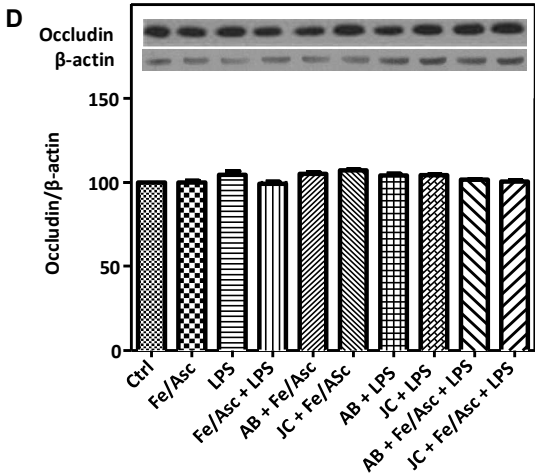 D
Occludin
β-actin
Occludin/β-actin
150
100
50
0
Ctrl
Fe/Asc
LPS
Fe/Asc + LPS
AB + Fe/Asc
JC + Fe/ASc
AB + LPS
JC + LPS
AB + Fe/Asc + LPS
JC + Fe/Asc + LPS